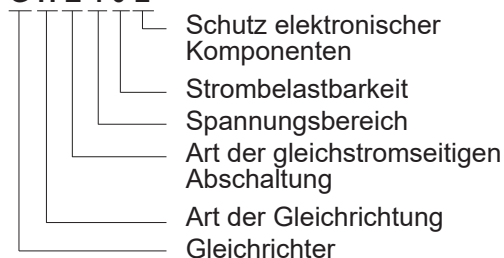 Schutz elektronischer
Komponenten
Strombelastbarkeit
Spannungsbereich
Art der gleichstromseitigen
Abschaltung
Art der Gleichrichtung
Gleichrichter